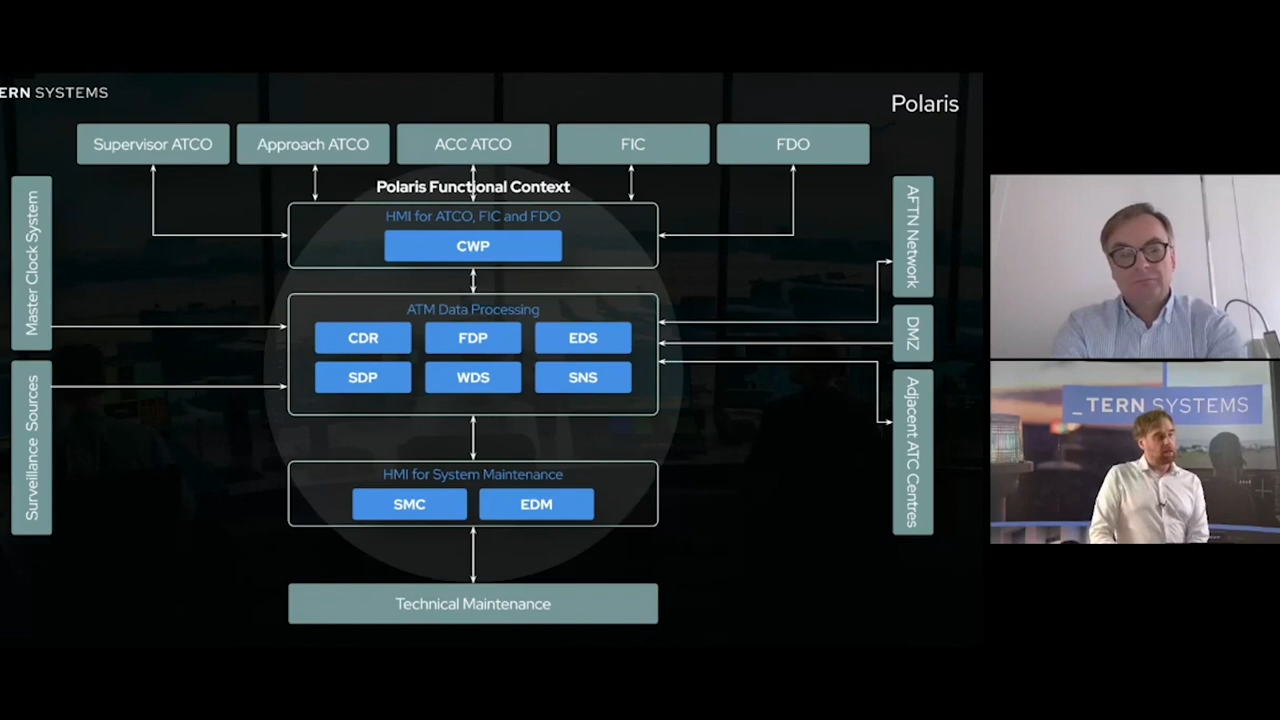 ERN SYSTEMS
Polaris
Supervisor ATCO
Approach ATCO
ACC ATCO
FIC
FDO
Polaris Functional Context
HMI for ATCO, FIC and FDO
CWP
ATM Data Processing
CDR
FDP
EDS
SDP
WDS
SNS
HMI for System Maintenance
SMC
EDM
Technical Maintenance
Master Clock System
Surveillance Sources
AFTN Network
DMZ
Adjacent ATC Centres
_TERN SYSTEMS